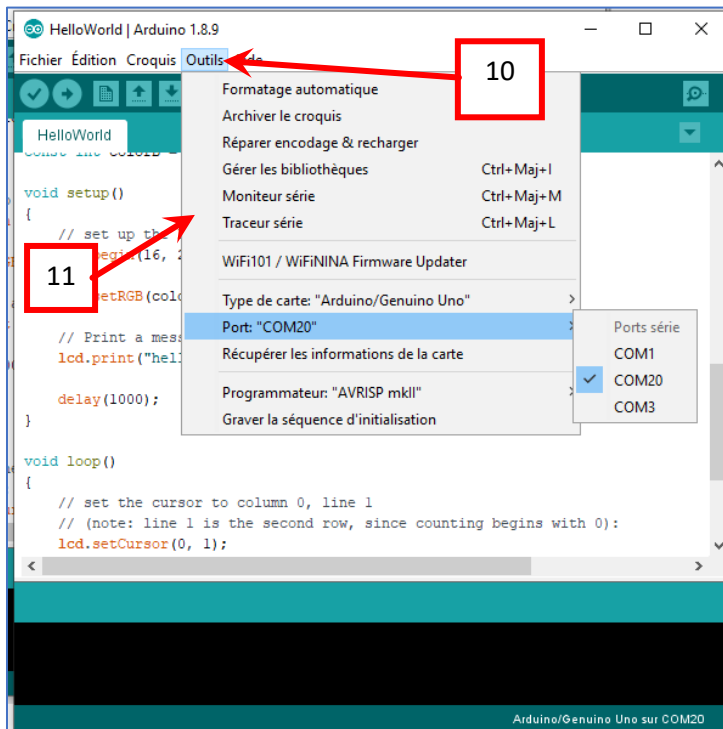 HelloWorld | Arduino 1.8.9
Fichier Édition Croquis Outils
10
HelloWorld
Formatage automatique
Archiver le croquis
Réparer encodage & recharger
Gérer les bibliothèques Ctrl+Maj+I
Moniteur série Ctrl+Maj+M
Traceur série Ctrl+Maj+L
WiFi101 / WiFiNINA Firmware Updater
Type de carte: "Arduino/Genuino Uno"
Port: "COM20"
Récupérer les informations de la carte
Programmateur: "AVRISP mkII"
Graver la séquence d'initialisation
Ports série
COM1
COM20
COM3
11
void setup()
{
// set up the
(16, 2
setRGB(colo
// Print a mess
lcd.print("hell
delay(1000);
}
void loop()
{
// set the cursor to column 0, line 1
// (note: line 1 is the second row, since counting begins with 0):
lcd.setCursor(0, 1);
Arduino/Genuino Uno sur COM20